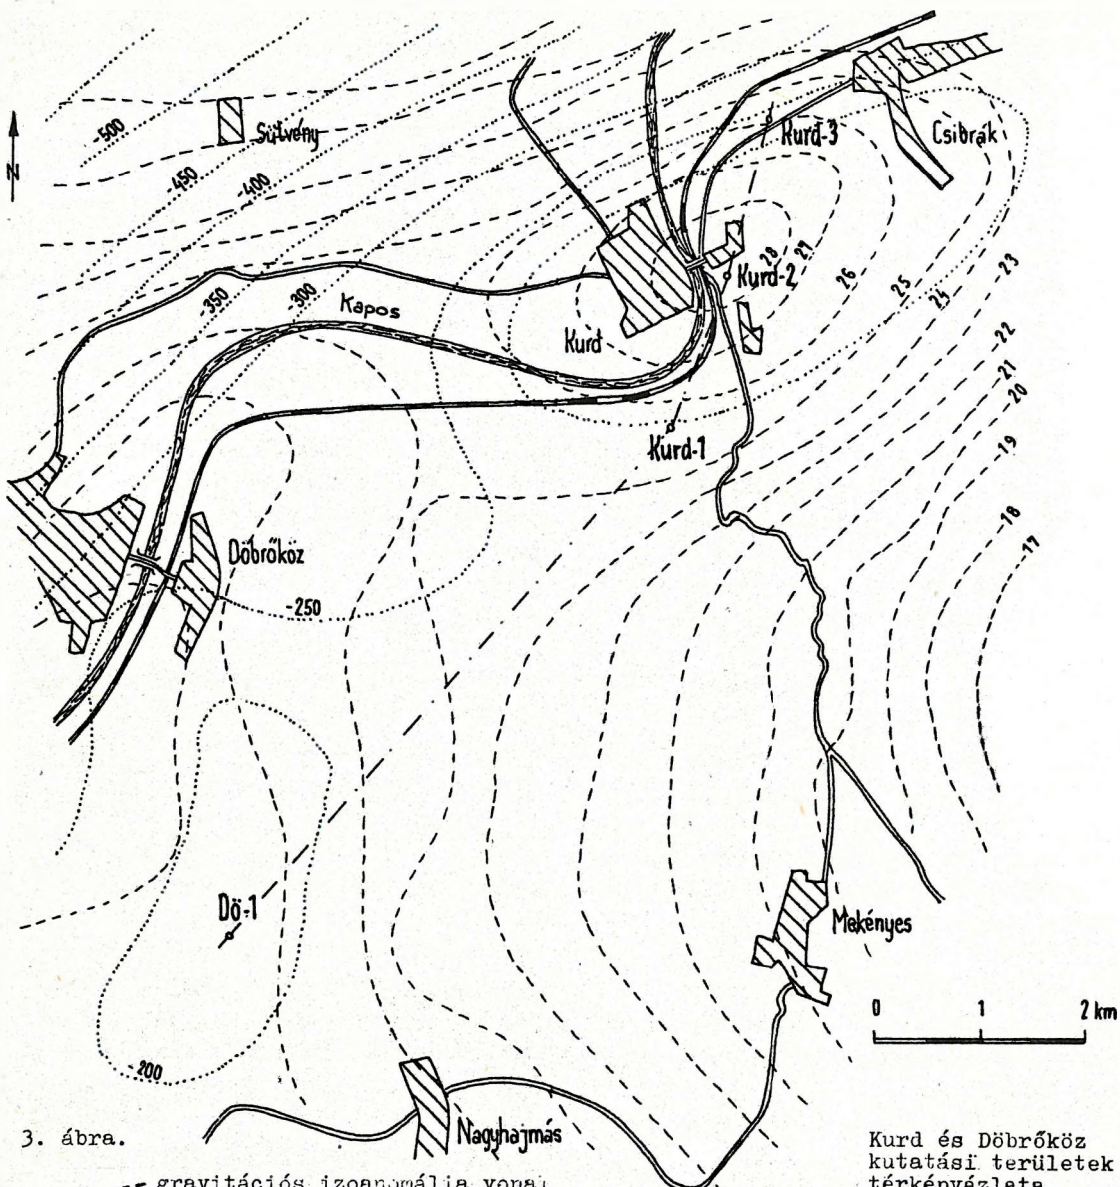 -500
Sütvény
-450
-400
N
Kurd-3
Csibrák
-350
-300
Kapos
Kurd
28
27
Kurd-2
26
25
24
23
22
21
20
19
18
-17
Kurd-1
Döbrőköz
-250
Dö-1
Mekényes
0 1 2 km
-200
Nagyhajmás
3. ábra.
Kurd és Döbrőköz
kutatási területek
térképvázlata
-- gravitációs izoanomália vonal